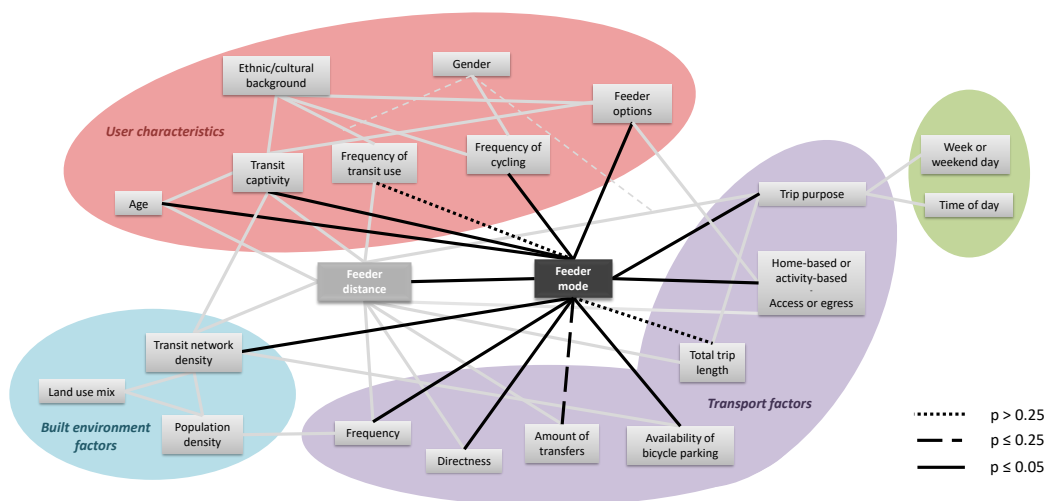 Ethnic/cultural
background
Gender
Feeder
options
User characteristics
Transit
captivity
Frequency of
transit use
Frequency of
cycling
Age
Week or
weekend day
Time of day
Trip purpose
Feeder
distance
Feeder
mode
Home-based or
activity-based
-
Access or egress
Transit network
density
Land use mix
Population
density
Built environment
factors
Total trip
length
Transport factors
Frequency
Directness
Amount of
transfers
Availability of
bicycle parking
p > 0.25
p ≤ 0.25
p ≤ 0.05